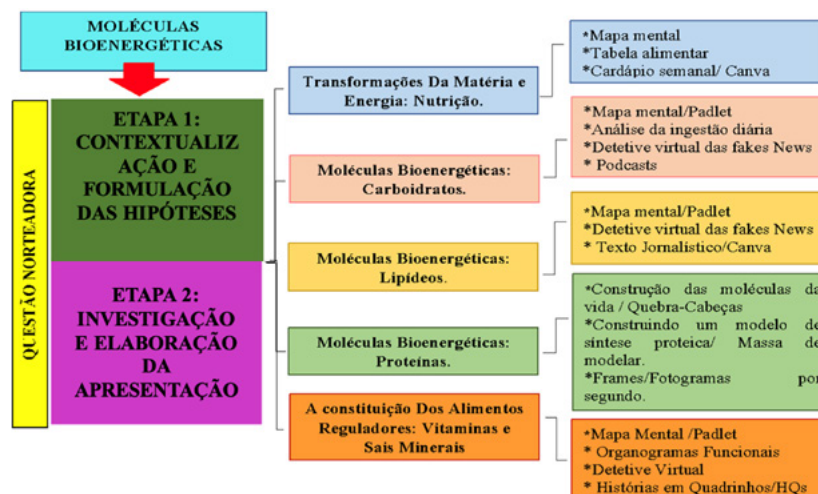 MOLÉCULAS
BIOENERGÉTICAS
QUESTÃO NORTEADORA
ETAPA 1:
CONTEXTUALIZ
AÇÃO E
FORMULAÇÃO
DAS HIPÓTESES
ETAPA 2:
INVESTIGAÇÃO
E ELABORAÇÃO
DA
APRESENTAÇÃO
Transformações Da Matéria e
Energia: Nutrição.
*Mapa mental
*Tabela alimentar
*Cardápio semanal/ Canva
Moléculas Bioenergéticas:
Carboidratos.
*Mapa mental/Padlet
*Análise da ingestão diária
*Detetive virtual das fakes News
* Podcasts
Moléculas Bioenergéticas:
Lipídeos.
*Mapa mental/Padlet
*Detetive virtual das fakes News
* Texto Jornalístico/Canva
Moléculas Bioenergéticas:
Proteínas.
*Construção das moléculas da
vida / Quebra-Cabeças
*Construindo um modelo de
síntese proteica/ Massa de
modelar.
*Frames/Fotogramas por
segundo.
A constituição Dos Alimentos
Reguladores: Vitaminas e
Sais Minerais
*Mapa Mental /Padlet
* Organogramas Funcionais
*Detetive Virtual
* Histórias em Quadrinhos/HQs